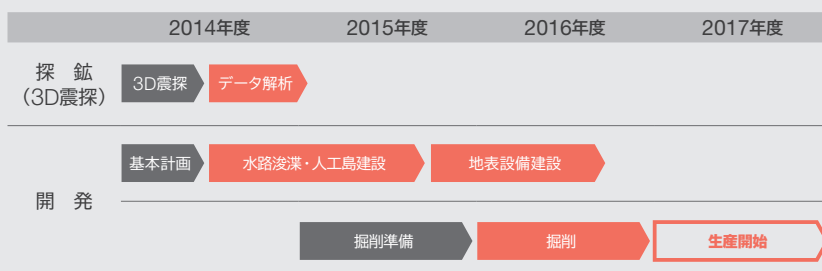 2014年度 2015年度 2016年度 2017年度
探 鉱
（3D震探）
3D震探 データ解析
基本計画 水路浚渫・人工島建設 地表設備建設
開 発
掘削準備 掘削 生産開始